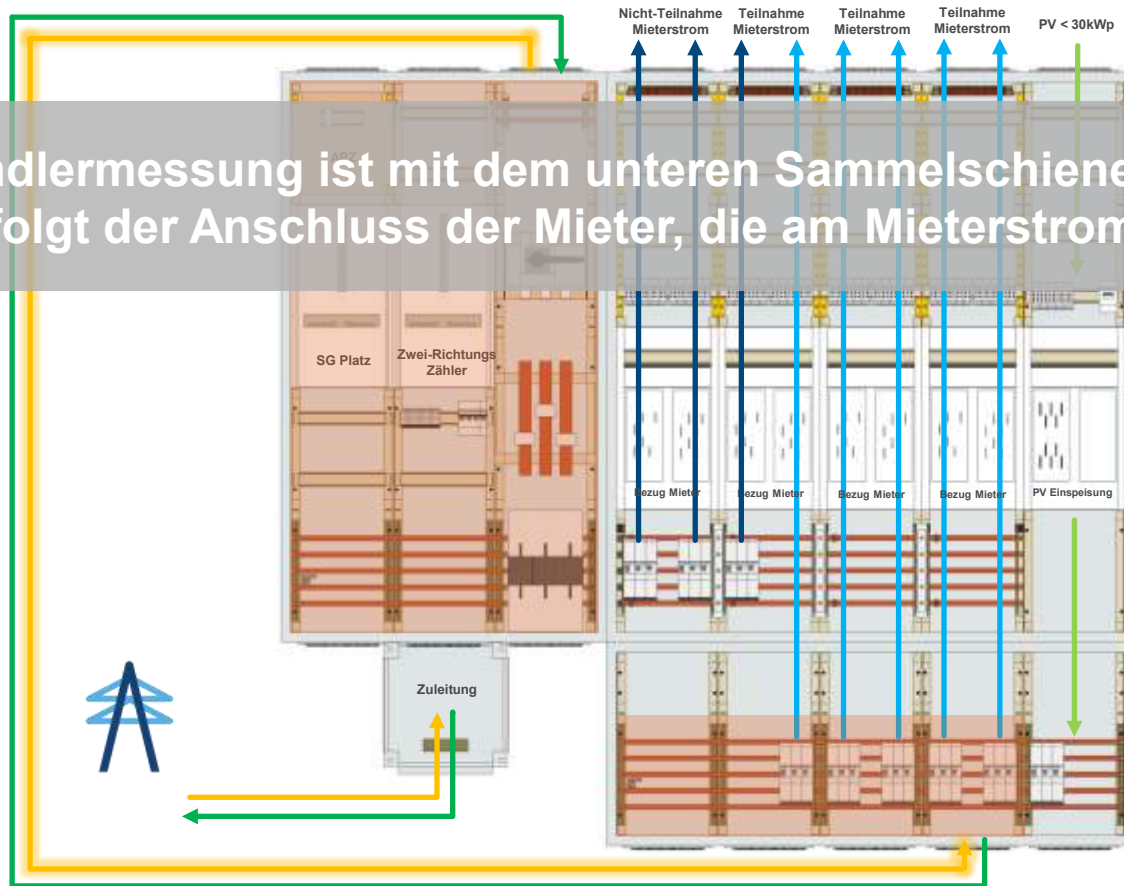 Nicht-Teilnahme
Mieterstrom
Teilnahme
Mieterstrom
Teilnahme
Mieterstrom
Teilnahme
Mieterstrom
PV < 30kWp
APZ
ndlermessung ist mit dem unteren Sammelschiene
folgt der Anschluss der Mieter, die am Mieterstrom
SG Platz
Zwei-Richtungs
Zähler
Bezug Mieter
Bezug Mieter
Bezug Mieter
Bezug Mieter
PV Einspeisung
Zuleitung